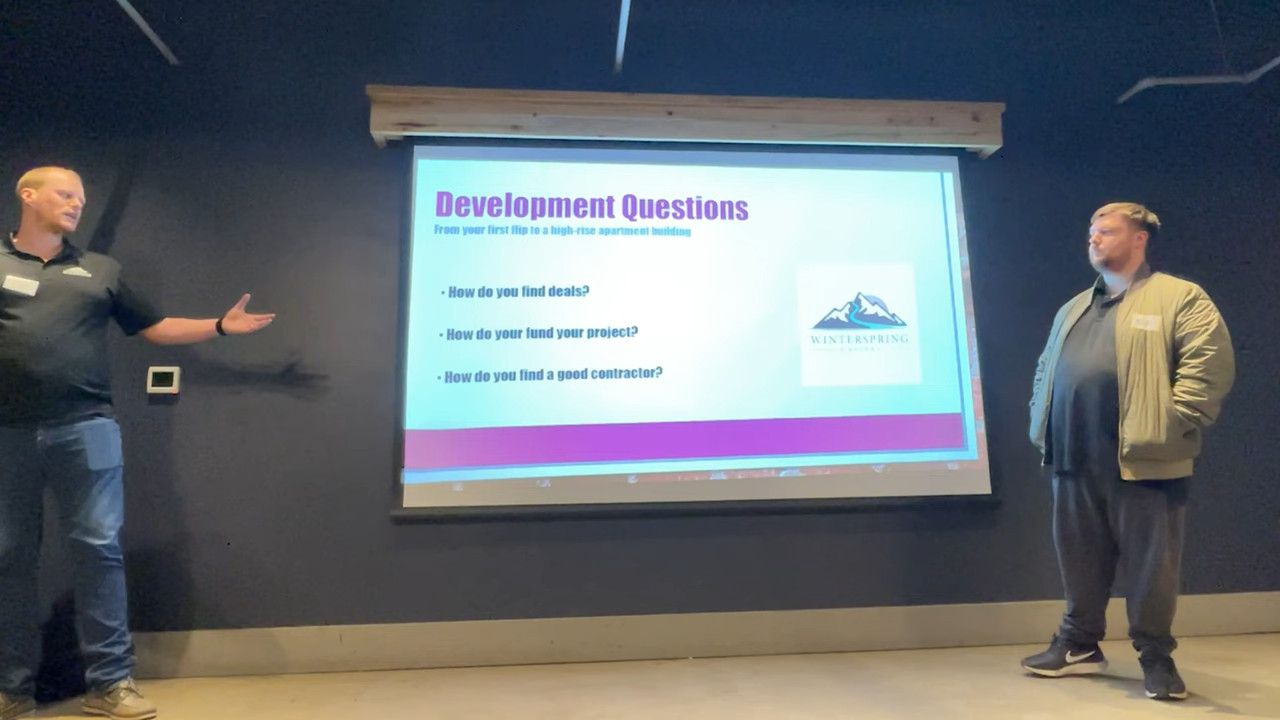 Development Questions
From your first flip to a high-rise apartment building
• How do you find deals?
• How do your fund your project?
• How do you find a good contractor?
WINTERSPRING